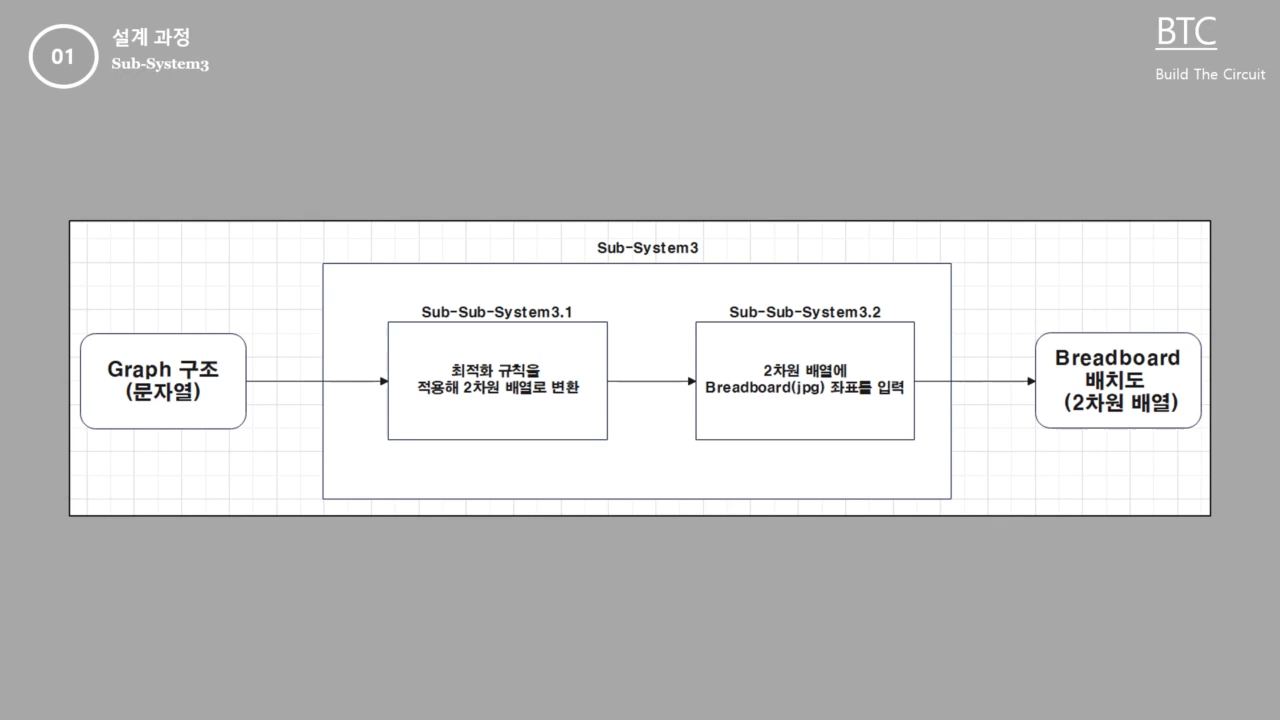 01
설계 과정
Sub-System3
BTC
Build The Circuit
Sub-System3
Sub-Sub-System3.1
Sub-Sub-System3.2
Graph 구조
(문자열)
최적화 규칙을
적용해 2차원 배열로 변환
2차원 배열에
Breadboard(jpg) 좌표를 입력
Breadboard
배치도
(2차원 배열)